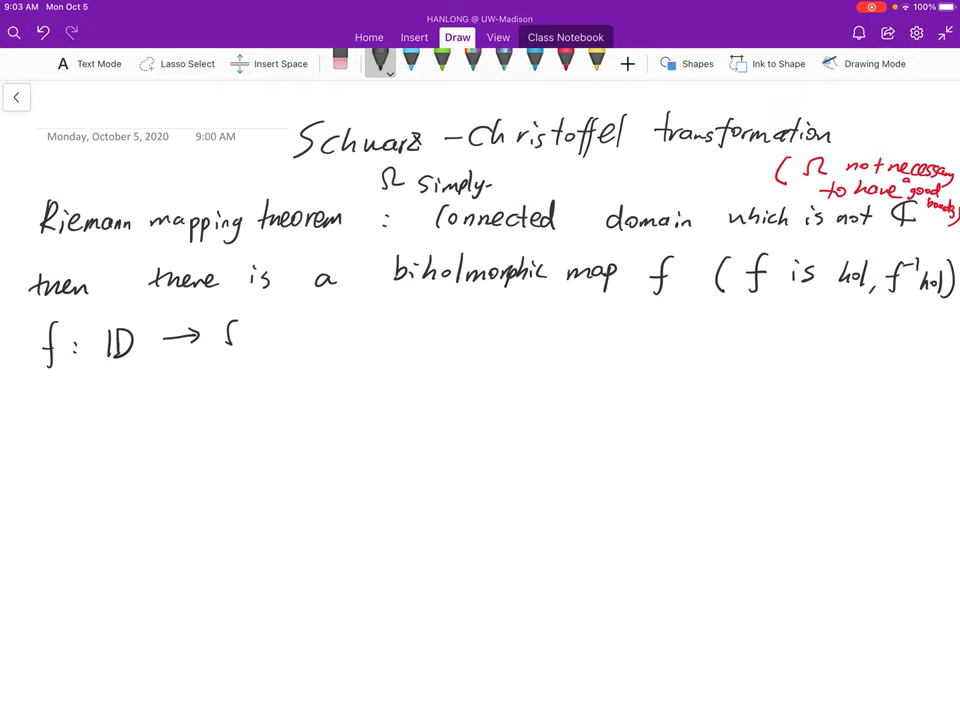 9:03 AM Mon Oct 5
100%
HANLONG @ UW-Madison
Home Insert Draw View Class Notebook
A Text Mode Lasso Select Insert Space + Shapes Ink to Shape Drawing Mode
Monday, October 5, 2020 9:00 AM
Schwarz - Christoffel transformation
( Ω not necessary
to have a good
Ω simply-
Riemann mapping theorem : connected domain which is not ℂ
then there is a biholmorphic map f ( f is hol, f⁻¹ hol)
f : 𝔻 →